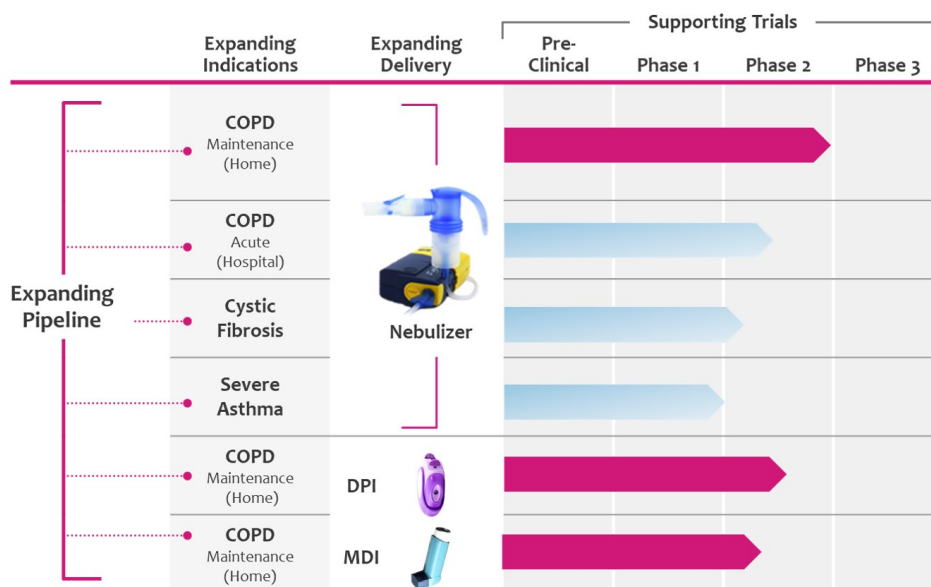 Supporting Trials
Expanding
Indications
Expanding
Delivery
Pre-
Clinical
Phase 1
Phase 2
Phase 3
Expanding
Pipeline
COPD
Maintenance
(Home)
COPD
Acute
(Hospital)
Cystic
Fibrosis
Severe
Asthma
Nebulizer
COPD
Maintenance
(Home)
DPI
COPD
Maintenance
(Home)
MDI